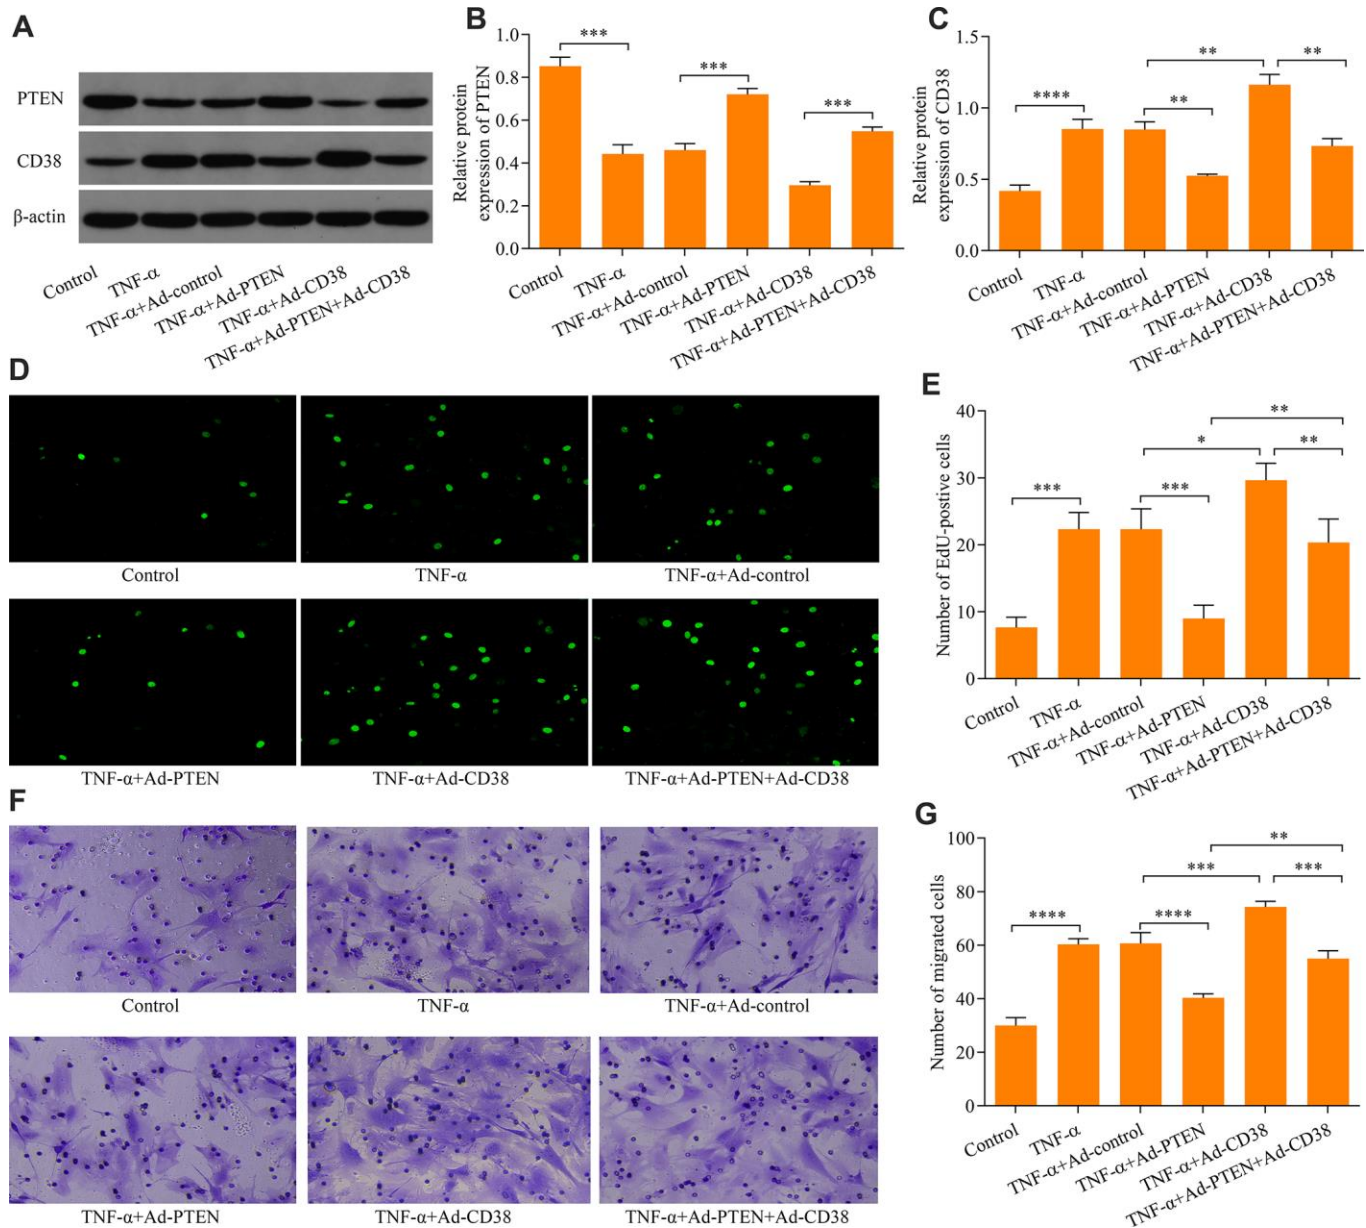 A
PTEN
CD38
β-actin
Control
TNF-α
TNF-α+Ad-control
TNF-α+Ad-PTEN
TNF-α+Ad-CD38
TNF-α+Ad-PTEN+Ad-CD38
B
Relative protein
expression of PTEN
1.0
0.8
0.6
0.4
0.2
0.0
***
***
***
Control
TNF-α
TNF-α+Ad-control
TNF-α+Ad-PTEN
TNF-α+Ad-CD38
TNF-α+Ad-PTEN+Ad-CD38
C
Relative protein
expression of CD38
1.5
1.0
0.5
0.0
****
**
**
**
Control
TNF-α
TNF-α+Ad-control
TNF-α+Ad-PTEN
TNF-α+Ad-CD38
TNF-α+Ad-PTEN+Ad-CD38
D
Control
TNF-α
TNF-α+Ad-control
TNF-α+Ad-PTEN
TNF-α+Ad-CD38
TNF-α+Ad-PTEN+Ad-CD38
E
Number of EdU-postive cells
40
30
20
10
0
***
***
*
**
**
Control
TNF-α
TNF-α+Ad-control
TNF-α+Ad-PTEN
TNF-α+Ad-CD38
TNF-α+Ad-PTEN+Ad-CD38
F
Control
TNF-α
TNF-α+Ad-control
TNF-α+Ad-PTEN
TNF-α+Ad-CD38
TNF-α+Ad-PTEN+Ad-CD38
G
Number of migrated cells
100
80
60
40
20
0
****
****
***
***
**
Control
TNF-α
TNF-α+Ad-control
TNF-α+Ad-PTEN
TNF-α+Ad-CD38
TNF-α+Ad-PTEN+Ad-CD38